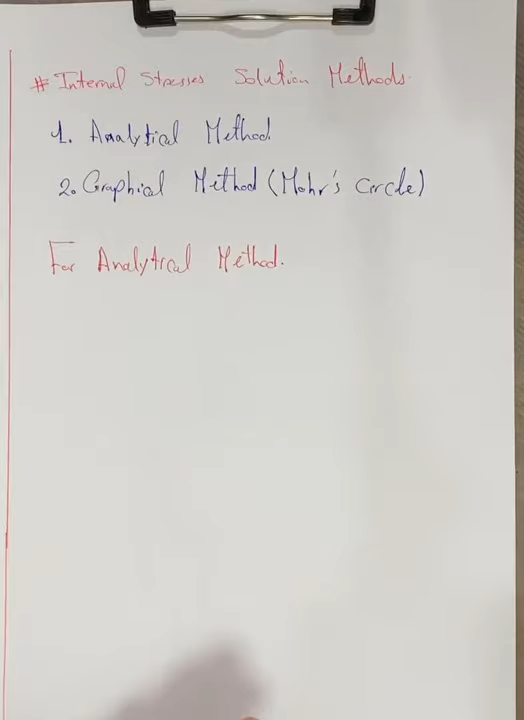 # Internal Stresses Solution Methods.
1. Analytical Method.
2. Graphical Method (Mohr's Circle)
For Analytical Method.